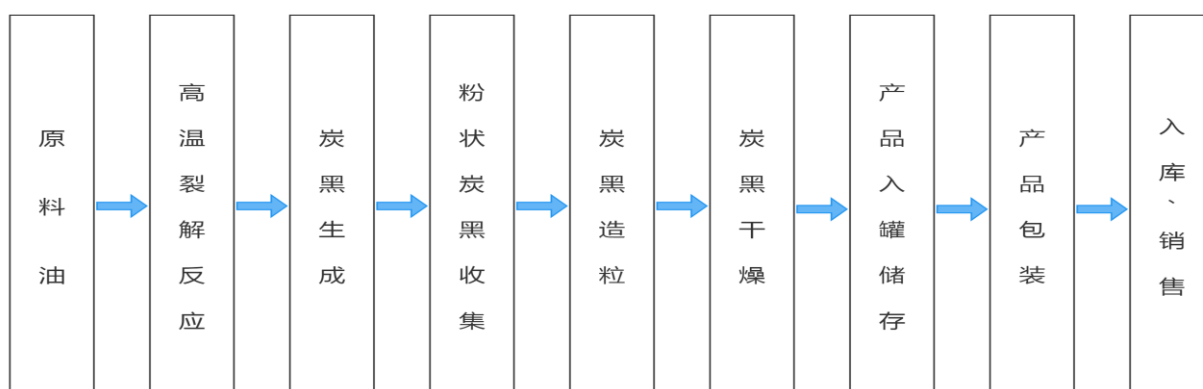 原料油
高温裂解反应
炭黑生成
粉状炭黑收集
炭黑造粒
炭黑干燥
产品入罐储存
产品包装
入库、销售